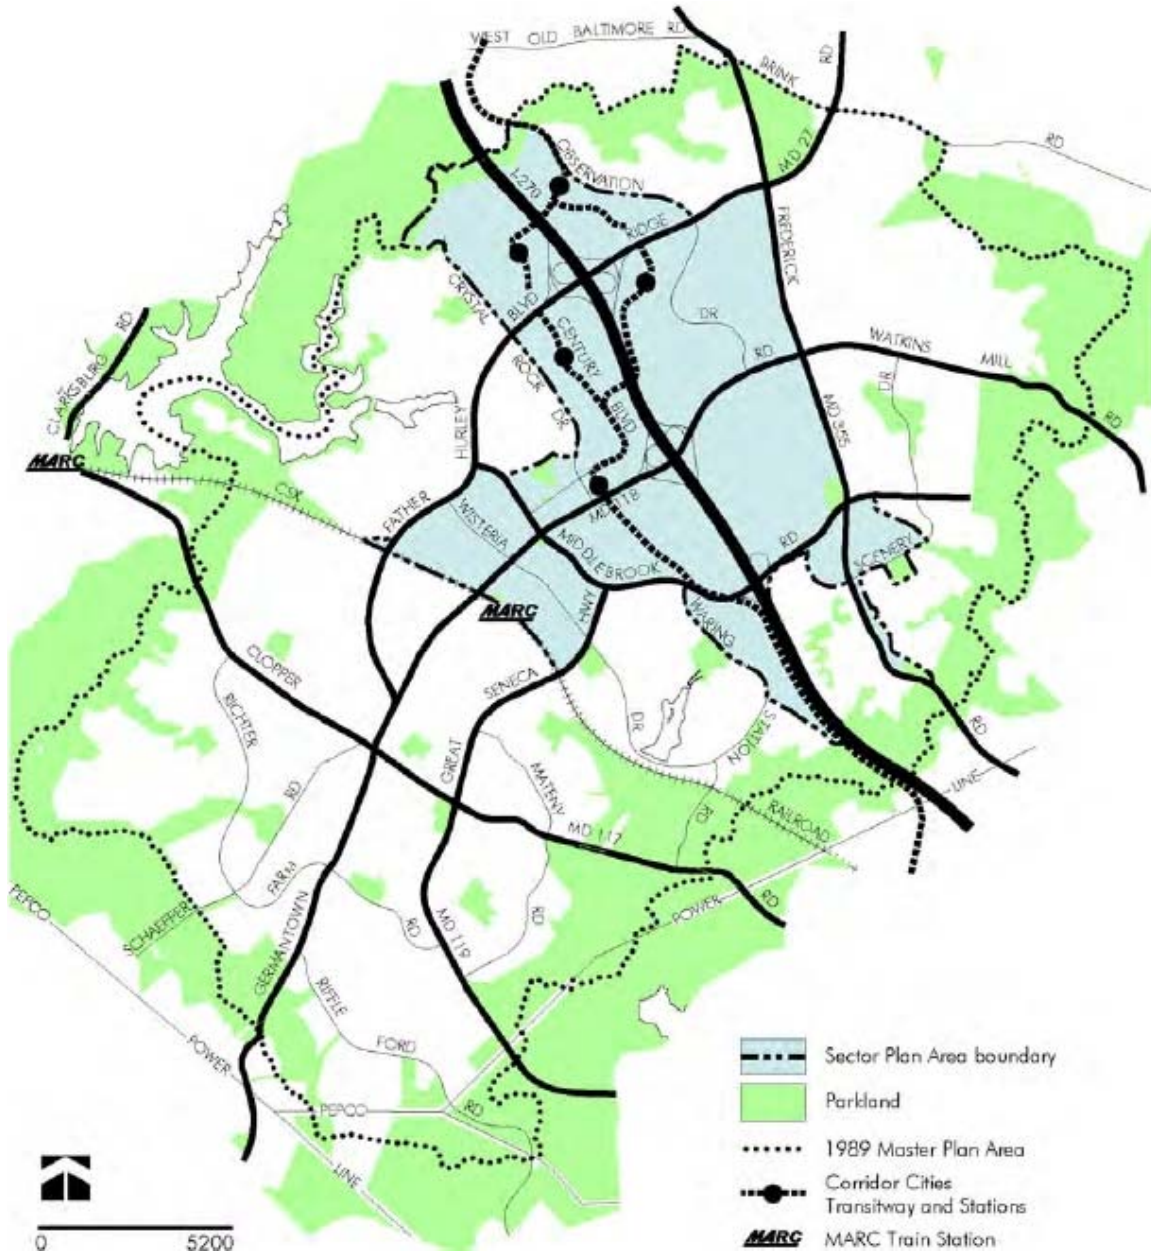 WEST OLD BALTIMORE RD
BRINK
RD
RD
MD 27
OBSERVATION
I-270
RIDGE
FREDERICK
CRYSTAL
BLVD
DR
CENTURY
WATKINS
RD
CLARKSBURG
ROCK
MILL
HURLEY
DR
BLVD
DR
MD 355
RD
MARC
CSX
FATHER
MD 118
WISTERIA
MIDDLEBROOK
RD
SCENERY
MARC
HWY
WARING
CLOPPER
SENECA
DR
STATION
RICHTER
GREAT
MATENY
RD
RD
LINE
MD 117
RD
RAILROAD
PEPCO
FARM
RD
SCHAEFFER
RD
RD
POWER
MD 119
GERMANTOWN
RIFFLE
POWER
FORD
PEPCO
RD
LINE
Sector Plan Area boundary
Parkland
1989 Master Plan Area
Corridor Cities
Transitway and Stations
MARC MARC Train Station
0 5200